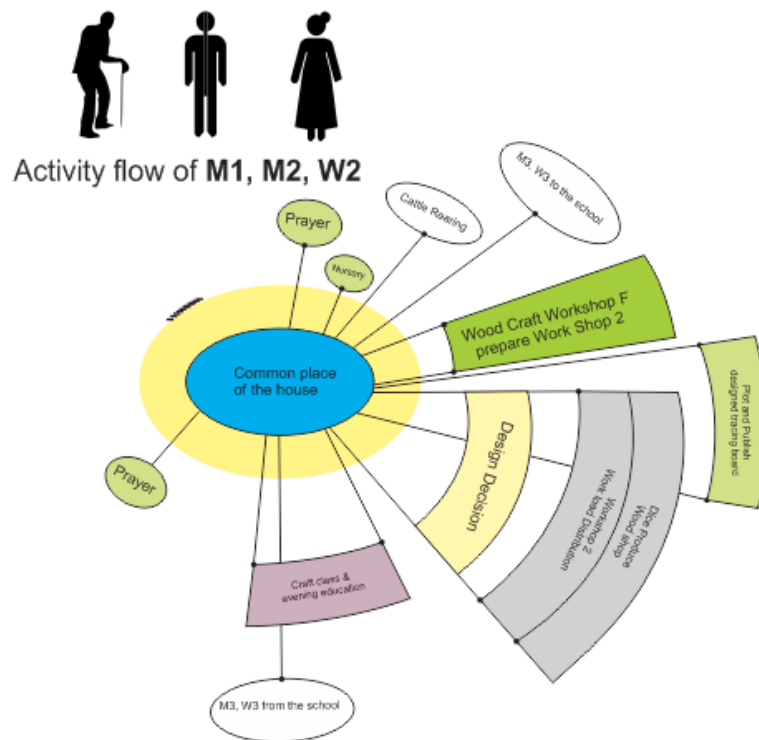 Activity flow of M1, M2, W2
Prayer
Nursery
Cattle Rearing
M3, W3 to the school
Wood Craft Workshop F
prepare Work Shop 2
Plot and Publish
designed tracing board
Common place
of the house
Design Decision
Workshop 2
Work load Distribution
Dice Produce
Wood shop
Prayer
Craft class &
evening education
M3, W3 from the school